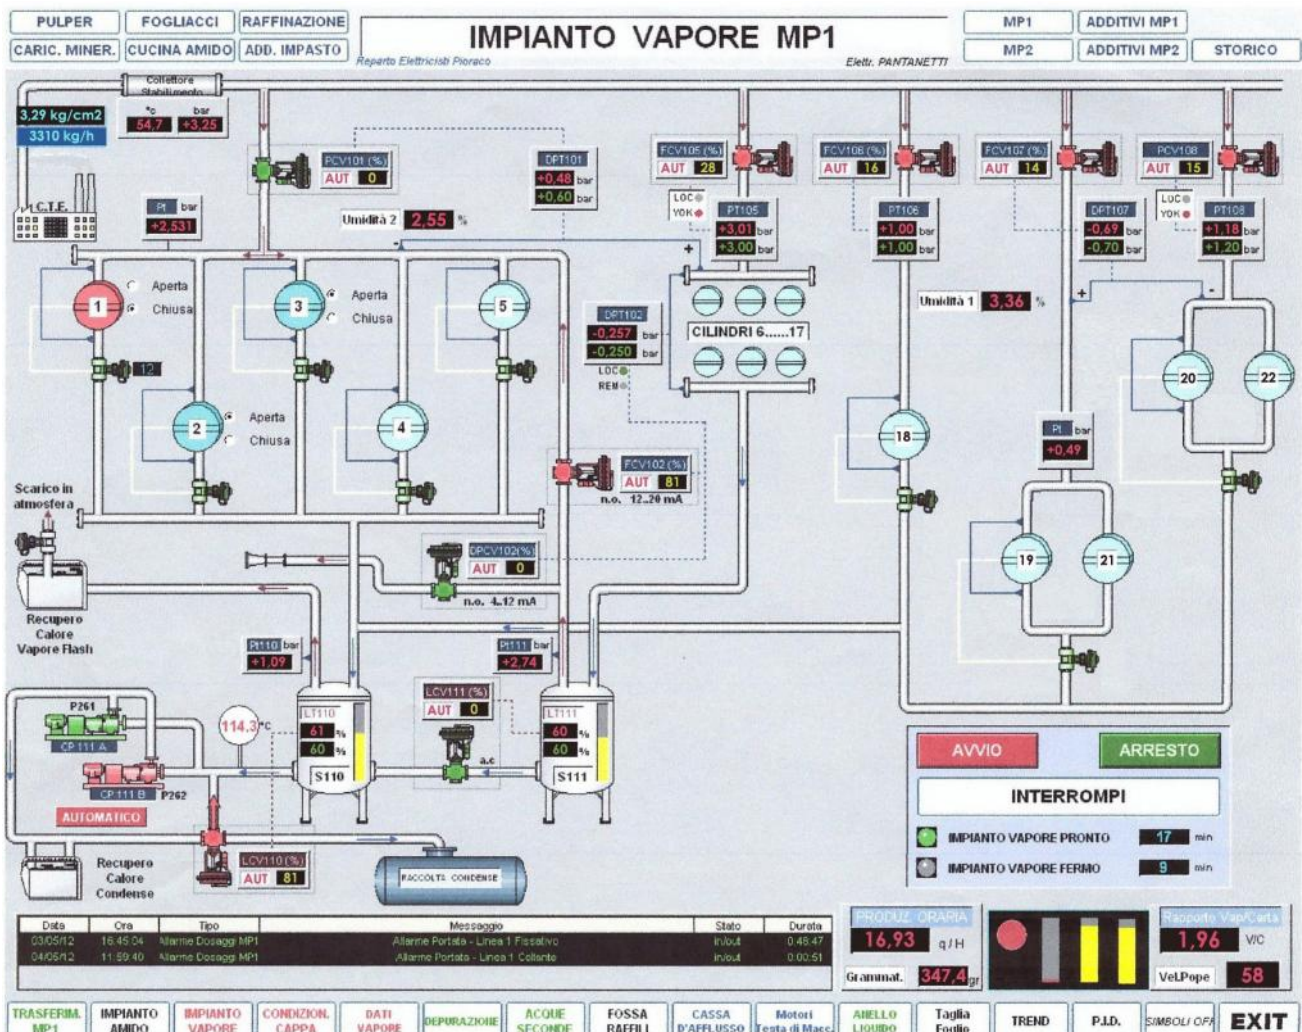 PULPER FOGLIACCI RAFFINAZIONE
CARIC. MINER. CUCINA AMIDO ADD. IMPASTO
IMPIANTO VAPORE MP1
Reparto Elettricisti Pioraco
Elettr. PANTANETTI
MP1 ADDITIVI MP1
MP2 ADDITIVI MP2 STORICO
Collettore
Stabilimento
3,29 kg/cm2
3310 kg/h
°c bar
54,7 +3,25
C.T.E.
Pt bar
+2,531
PCV101 (%)
AUT 0
DPT101
+0,48 bar
+0,60 bar
Umidità 2 2,55 %
FCV105 (%)
AUT 28
LOC
YOK
PT105
+3,01 bar
+3,00 bar
FCV106 (%)
AUT 16
PT106
+1,00 bar
+1,00 bar
FCV107 (%)
AUT 14
DPT107
-0,69 bar
-0,70 bar
PCV108
AUT 15
LOC
YOK
PT108
+1,18 bar
+1,20 bar
Umidità 1 3,36 %
- +
+ -
1
Aperta
Chiusa
12
3
Aperta
Chiusa
5
2
Aperta
Chiusa
4
DPT102
-0,257 bar
-0,250 bar
LOC
REM
CILINDRI 6......17
18
20 22
Pt bar
+0,49
19 21
FCV102 (%)
AUT 81
n.o. 12..20 mA
DPCV102(%)
AUT 0
n.o. 4..12 mA
Scarico in
atmosfera
Recupero
Calore
Vapore Flash
Pt110 bar
+1,09
Pt111 bar
+2,74
P261
CP 111 A
CP 111 B P262
AUTOMATICO
114.3 °C
LT110
61 %
60 %
S110
LCV111 (%)
AUT 0
a.c
LT111
60 %
60 %
S111
LCV110 (%)
AUT 81
Recupero
Calore
Condense
RACCOLTA CONDENSE
AVVIO ARRESTO
INTERROMPI
IMPIANTO VAPORE PRONTO 17 min
IMPIANTO VAPORE FERMO 9 min
Data Ora Tipo Messaggio Stato Durata
03/05/12 16.45.04 Allarme Dosaggi MP1 Allarme Portata - Linea 1 Fissativo in/out 0:48:47
04/05/12 11:59:40 Allarme Dosaggi MP1 Allarme Portata - Linea 1 Collante in/out 0:00:51
PRODUZ. ORARIA
16,93 q / H
Grammat. 347,4 gr
Rapporto Vap/Carta
1,96 V/C
Vel.Pope 58
TRASFERIM. MP1
IMPIANTO AMIDO
IMPIANTO VAPORE
CONDIZION. CAPPA
DATI VAPORE
DEPURAZIONE
ACQUE SECONDE
FOSSA RAFFILI
CASSA D'AFFLUSSO
Motori Testa di Macc.
ANELLO LIQUIDO
Taglia Foglio
TREND
P.I.D.
SIMBOLI OFF
EXIT